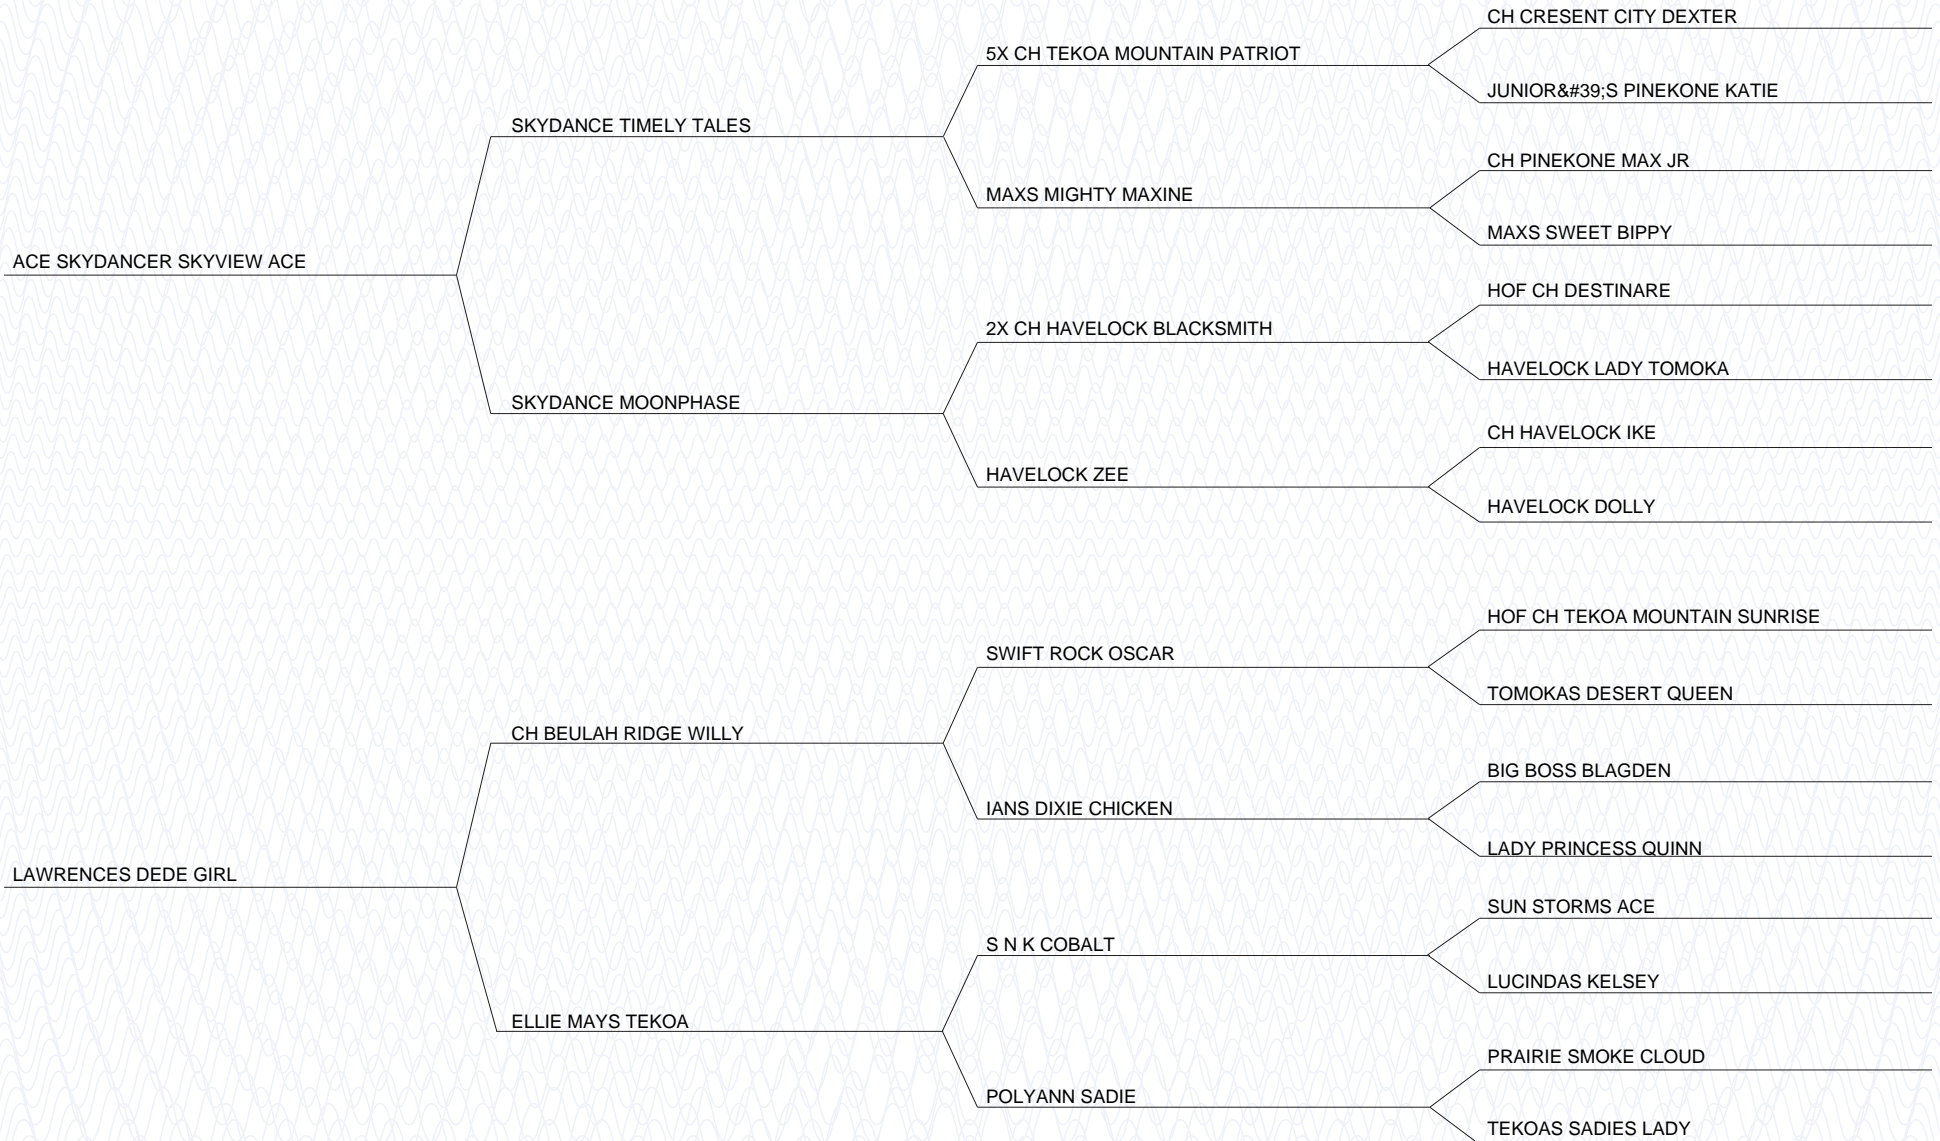 CH CRESENT CITY DEXTER
5X CH TEKOA MOUNTAIN PATRIOT
JUNIOR&#39;S PINEKONE KATIE
SKYDANCE TIMELY TALES
CH PINEKONE MAX JR
MAXS MIGHTY MAXINE
MAXS SWEET BIPPY
ACE SKYDANCER SKYVIEW ACE
HOF CH DESTINARE
2X CH HAVELOCK BLACKSMITH
HAVELOCK LADY TOMOKA
SKYDANCE MOONPHASE
CH HAVELOCK IKE
HAVELOCK ZEE
HAVELOCK DOLLY
HOF CH TEKOA MOUNTAIN SUNRISE
SWIFT ROCK OSCAR
TOMOKAS DESERT QUEEN
CH BEULAH RIDGE WILLY
BIG BOSS BLAGDEN
IANS DIXIE CHICKEN
LADY PRINCESS QUINN
LAWRENCES DEDE GIRL
SUN STORMS ACE
S N K COBALT
LUCINDAS KELSEY
ELLIE MAYS TEKOA
PRAIRIE SMOKE CLOUD
POLYANN SADIE
TEKOAS SADIES LADY